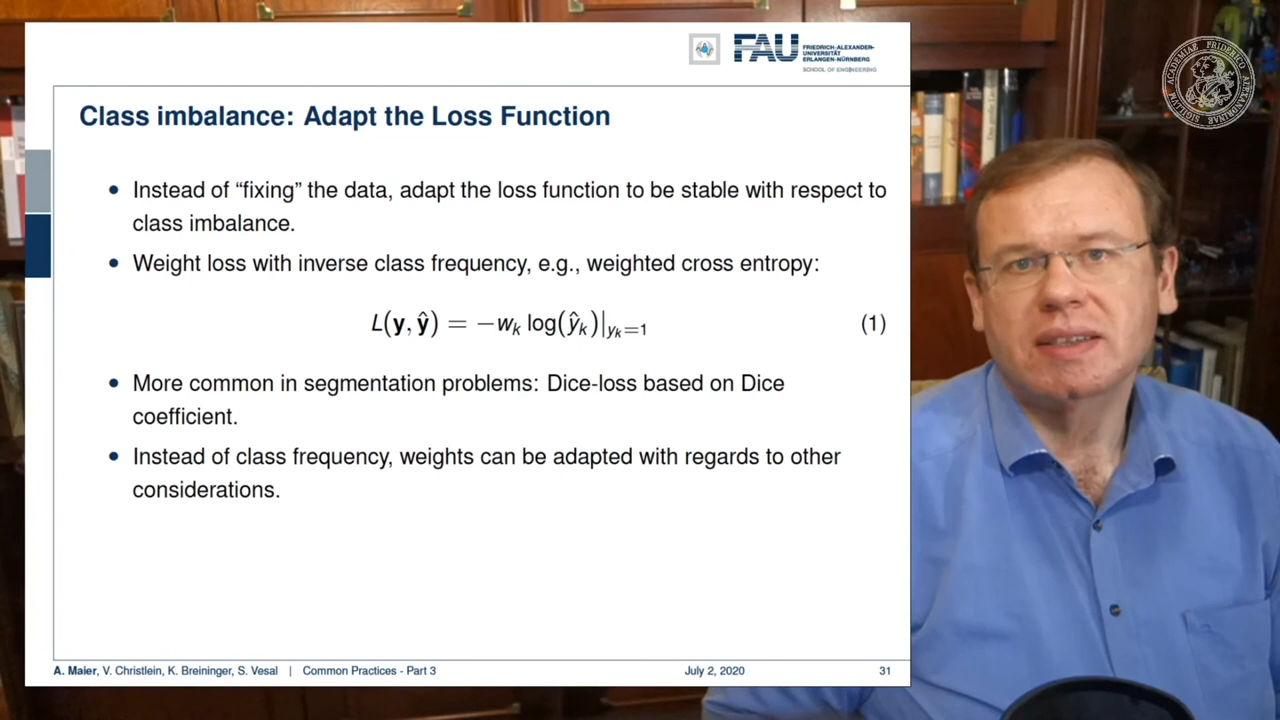 FAU FRIEDRICH-ALEXANDER-
UNIVERSITÄT
ERLANGEN-NÜRNBERG
SCHOOL OF ENGINEERING
Class imbalance: Adapt the Loss Function
• Instead of “fixing” the data, adapt the loss function to be stable with respect to
class imbalance.
• Weight loss with inverse class frequency, e.g., weighted cross entropy:
L(y, ŷ) = −wₖ log(ŷₖ)|yₖ=1 (1)
• More common in segmentation problems: Dice-loss based on Dice
coefficient.
• Instead of class frequency, weights can be adapted with regards to other
considerations.
A. Maier, V. Christlein, K. Breininger, S. Vesal | Common Practices - Part 3 July 2, 2020 31